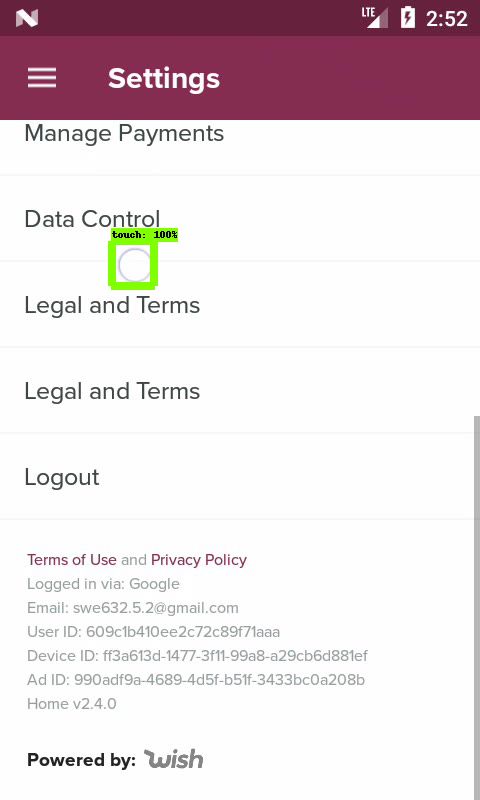 LTE 2:52
Settings
Manage Payments
Data Control
touch: 100%
Legal and Terms
Legal and Terms
Logout
Terms of Use and Privacy Policy
Logged in via: Google
Email: swe632.5.2@gmail.com
User ID: 609c1b410ee2c72c89f71aaa
Device ID: ff3a613d-1477-3f11-99a8-a29cb6d881ef
Ad ID: 990adf9a-4689-4d5f-b51f-3433bc0a208b
Home v2.4.0
Powered by: wish